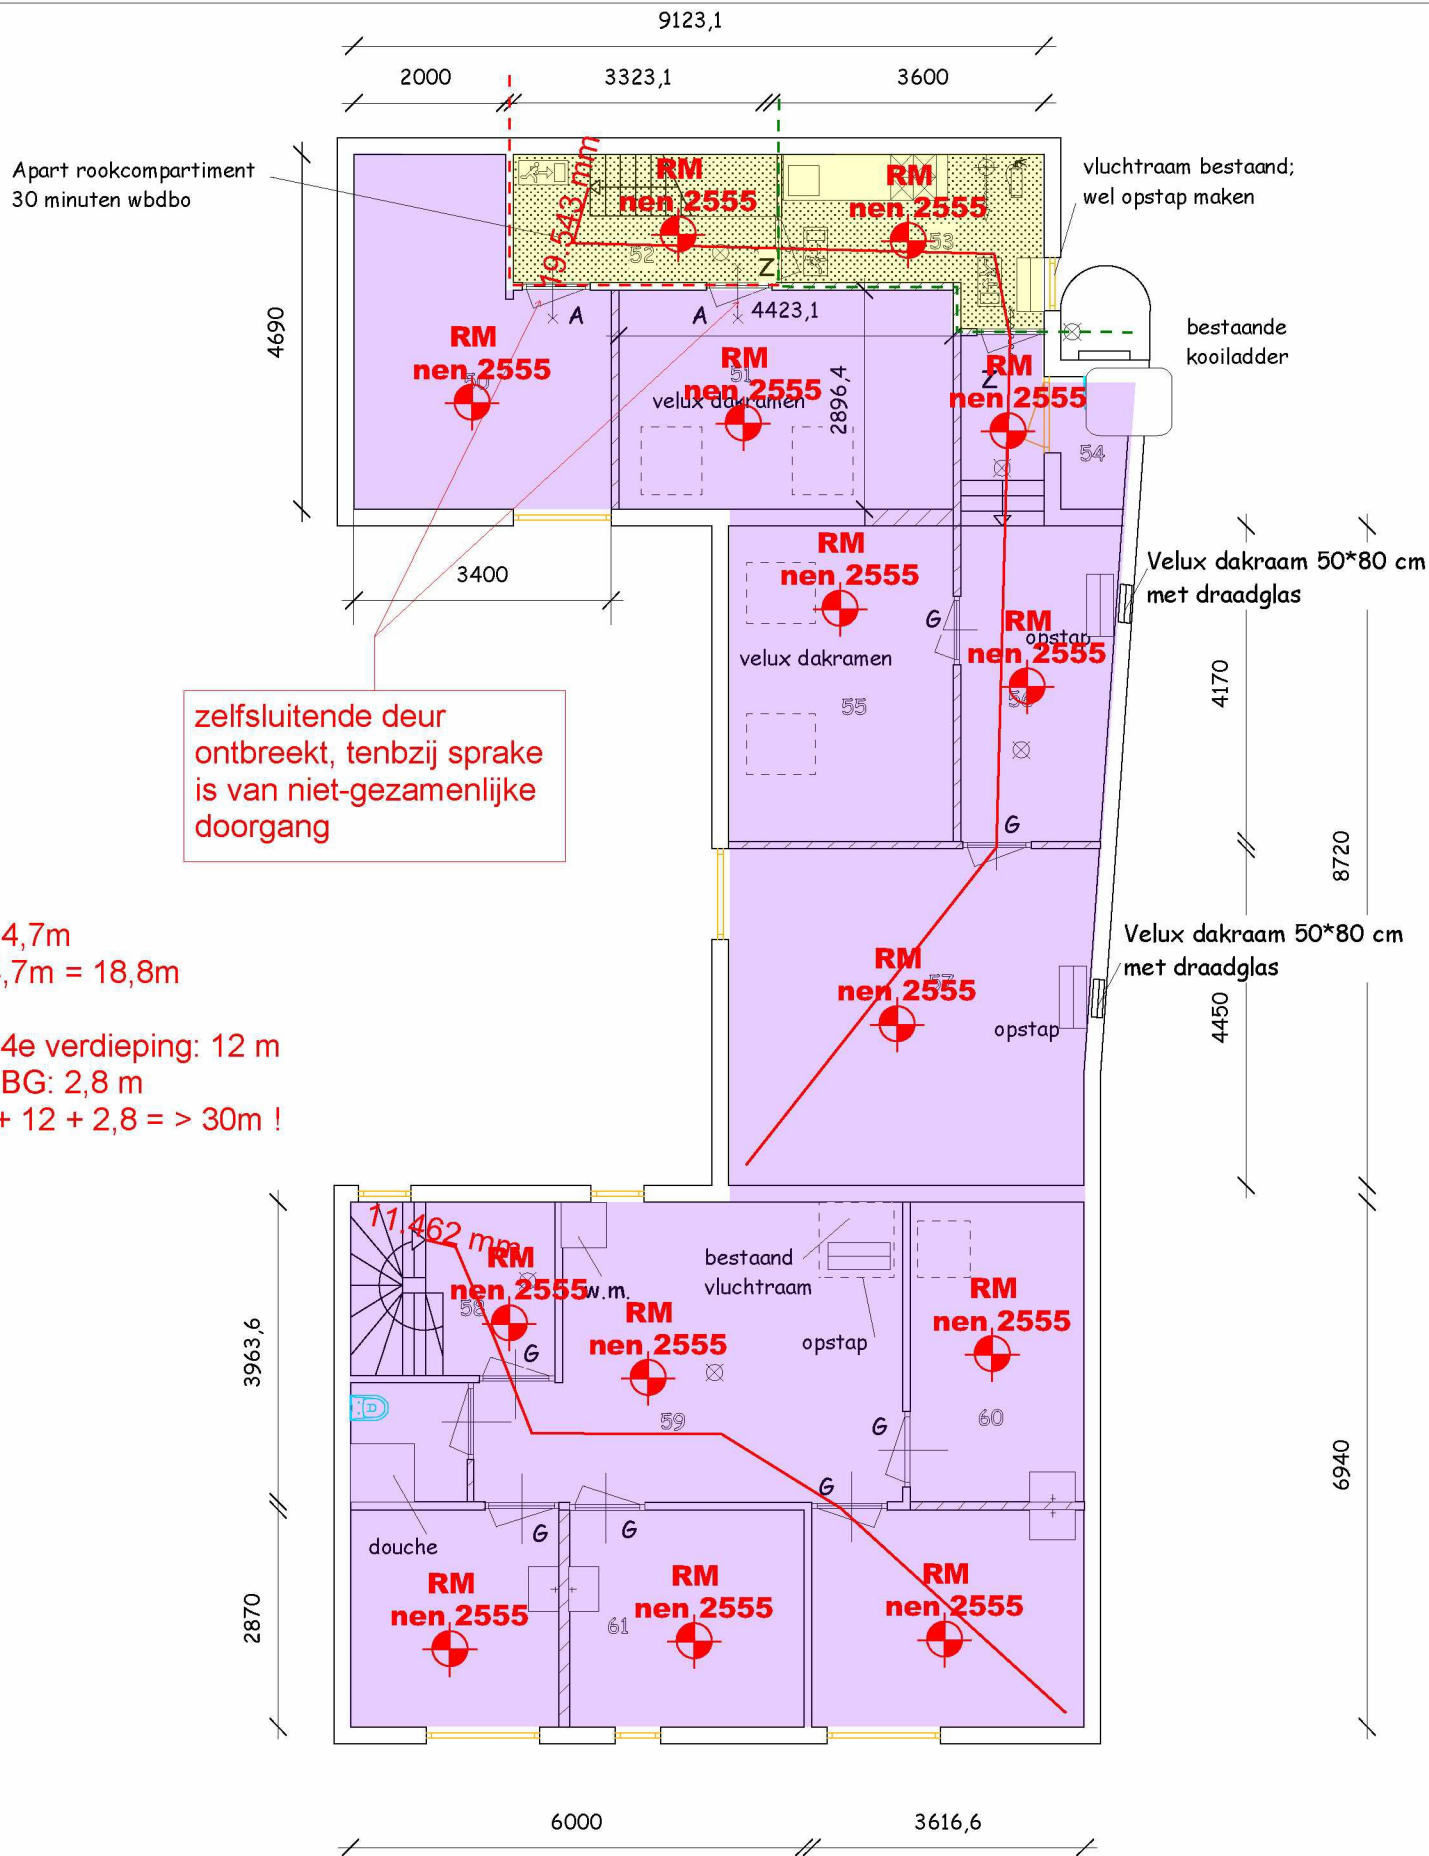 9123,1
2000
3323,1
3600
Apart rookcompartiment
30 minuten wbdbo
vluchtraam bestaand;
wel opstap maken
19.543 mm
RM
nen 2555
52
Z
RM
nen 2555
53
4690
A
A
4423,1
bestaande
kooiladder
RM
nen 2555
50
RM
nen 2555
51
velux dakramen
2896,4
Z
RM
nen 2555
54
3400
RM
nen 2555
velux dakramen
55
G
RM
opstap
nen 2555
56
G
Velux dakraam 50*80 cm
met draadglas
4170
8720
zelfsluitende deur
ontbreekt, tenbzij sprake
is van niet-gezamenlijke
doorgang
4,7m
,7m = 18,8m
4e verdieping: 12 m
BG: 2,8 m
+ 12 + 2,8 = > 30m !
RM
nen 2555
57
opstap
Velux dakraam 50*80 cm
met draadglas
4450
11.462 mm
RM
nen 2555
58
w.m.
G
bestaand
vluchtraam
opstap
RM
nen 2555
59
RM
nen 2555
60
G
3963,6
6940
G
G
G
douche
RM
nen 2555
RM
nen 2555
61
RM
nen 2555
2870
6000
3616,6